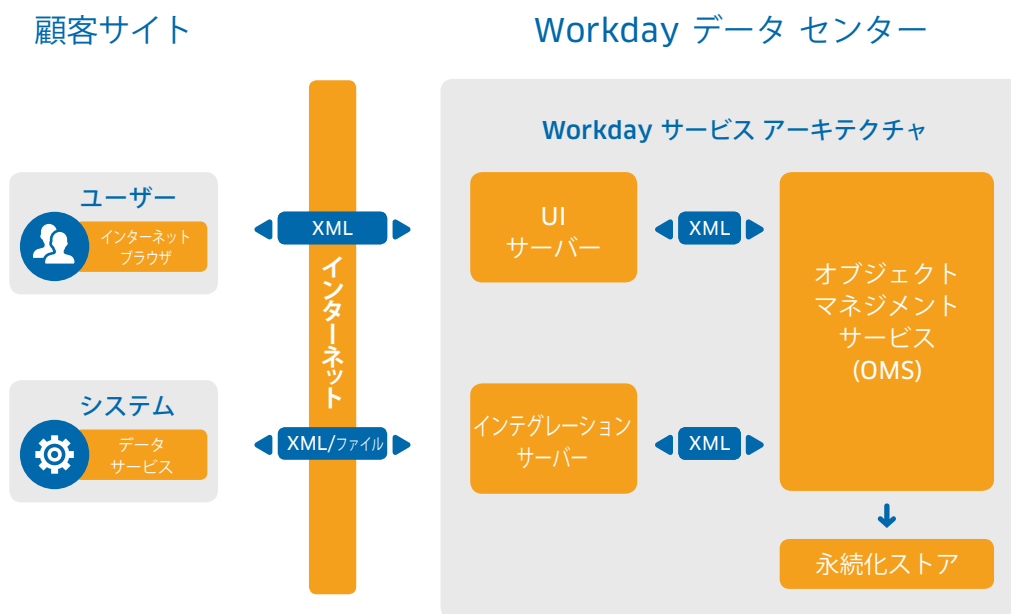 顧客サイト
Workday データ センター
Workday サービス アーキテクチャ
ユーザー
インターネット
ブラウザ
XML
インターネット
UI
サーバー
XML
オブジェクト
マネジメント
サービス
(OMS)
システム
データ
サービス
XML/ファイル
インテグレーション
サーバー
XML
永続化ストア